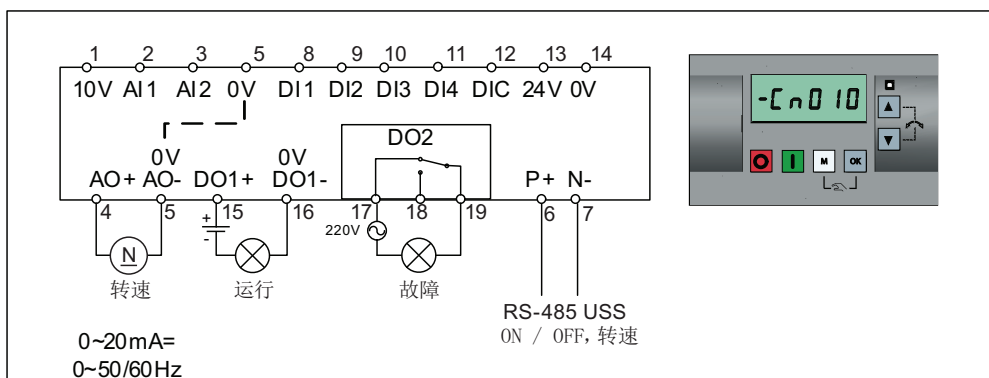 1 2 3 5 8 9 10 11 12 13 14
10V AI1 AI2 0V DI1 DI2 DI3 DI4 DIC 24V 0V
-Cn010
DO2
0V 0V
AO+ AO- DO1+ DO1- P+ N-
4 5 15 16 17 18 19 6 7
+
-
220V
N
转速 运行 故障
M OK
RS-485 USS
ON / OFF, 转速
0~20mA=
0~50/60Hz